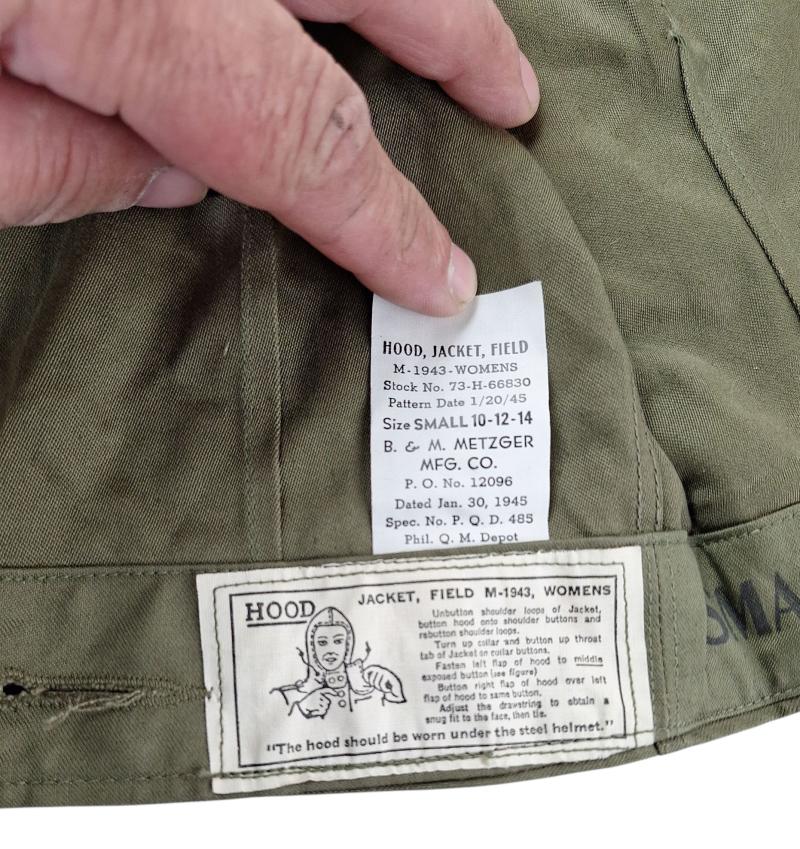 HOOD, JACKET, FIELD
M-1943-WOMENS
Stock No. 73-H-66830
Pattern Date 1/20/45
Size SMALL 10-12-14
B. & M. METZGER
MFG. CO.
P. O. No. 12096
Dated Jan. 30, 1945
Spec. No. P. Q. D. 485
Phil. Q. M. Depot
SMA
HOOD
JACKET, FIELD M-1943, WOMENS
Unbutton shoulder loops of Jacket,
button hood onto shoulder buttons and
rebutton shoulder loops.
Turn up collar and button up throat
tab of Jacket on collar buttons.
Fasten left flap of hood to middle
exposed button (see figure)
Button right flap of hood over left
flap of hood to same button.
Adjust the drawstring to obtain a
snug fit to the face, then tie.
"The hood should be worn under the steel helmet."